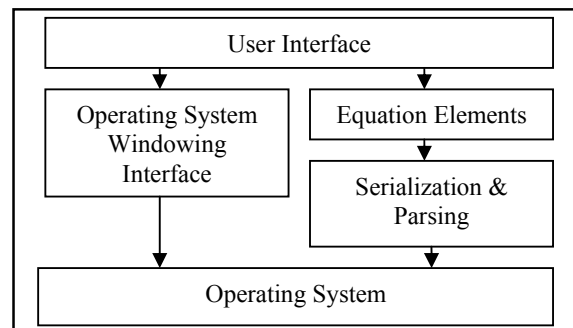 User Interface
Operating System
Windowing
Interface
Equation Elements
Serialization &
Parsing
Operating System